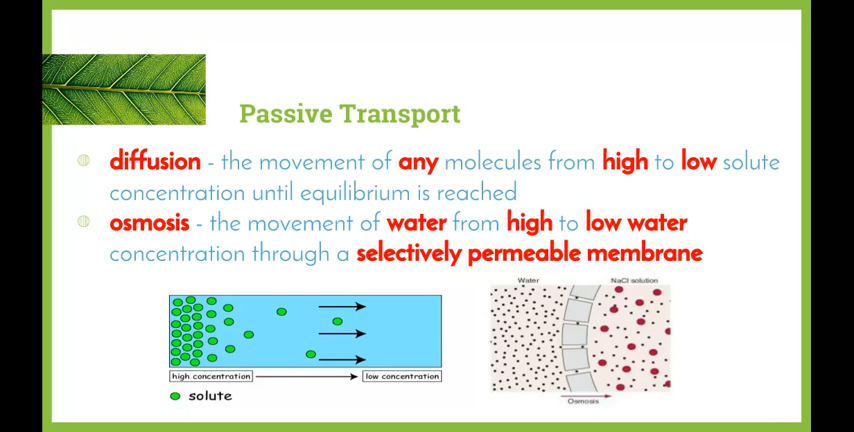 Passive Transport
diffusion - the movement of any molecules from high to low solute
concentration until equilibrium is reached
osmosis - the movement of water from high to low water
concentration through a selectively permeable membrane
Water
NaCl solution
high concentration
low concentration
solute
Osmosis